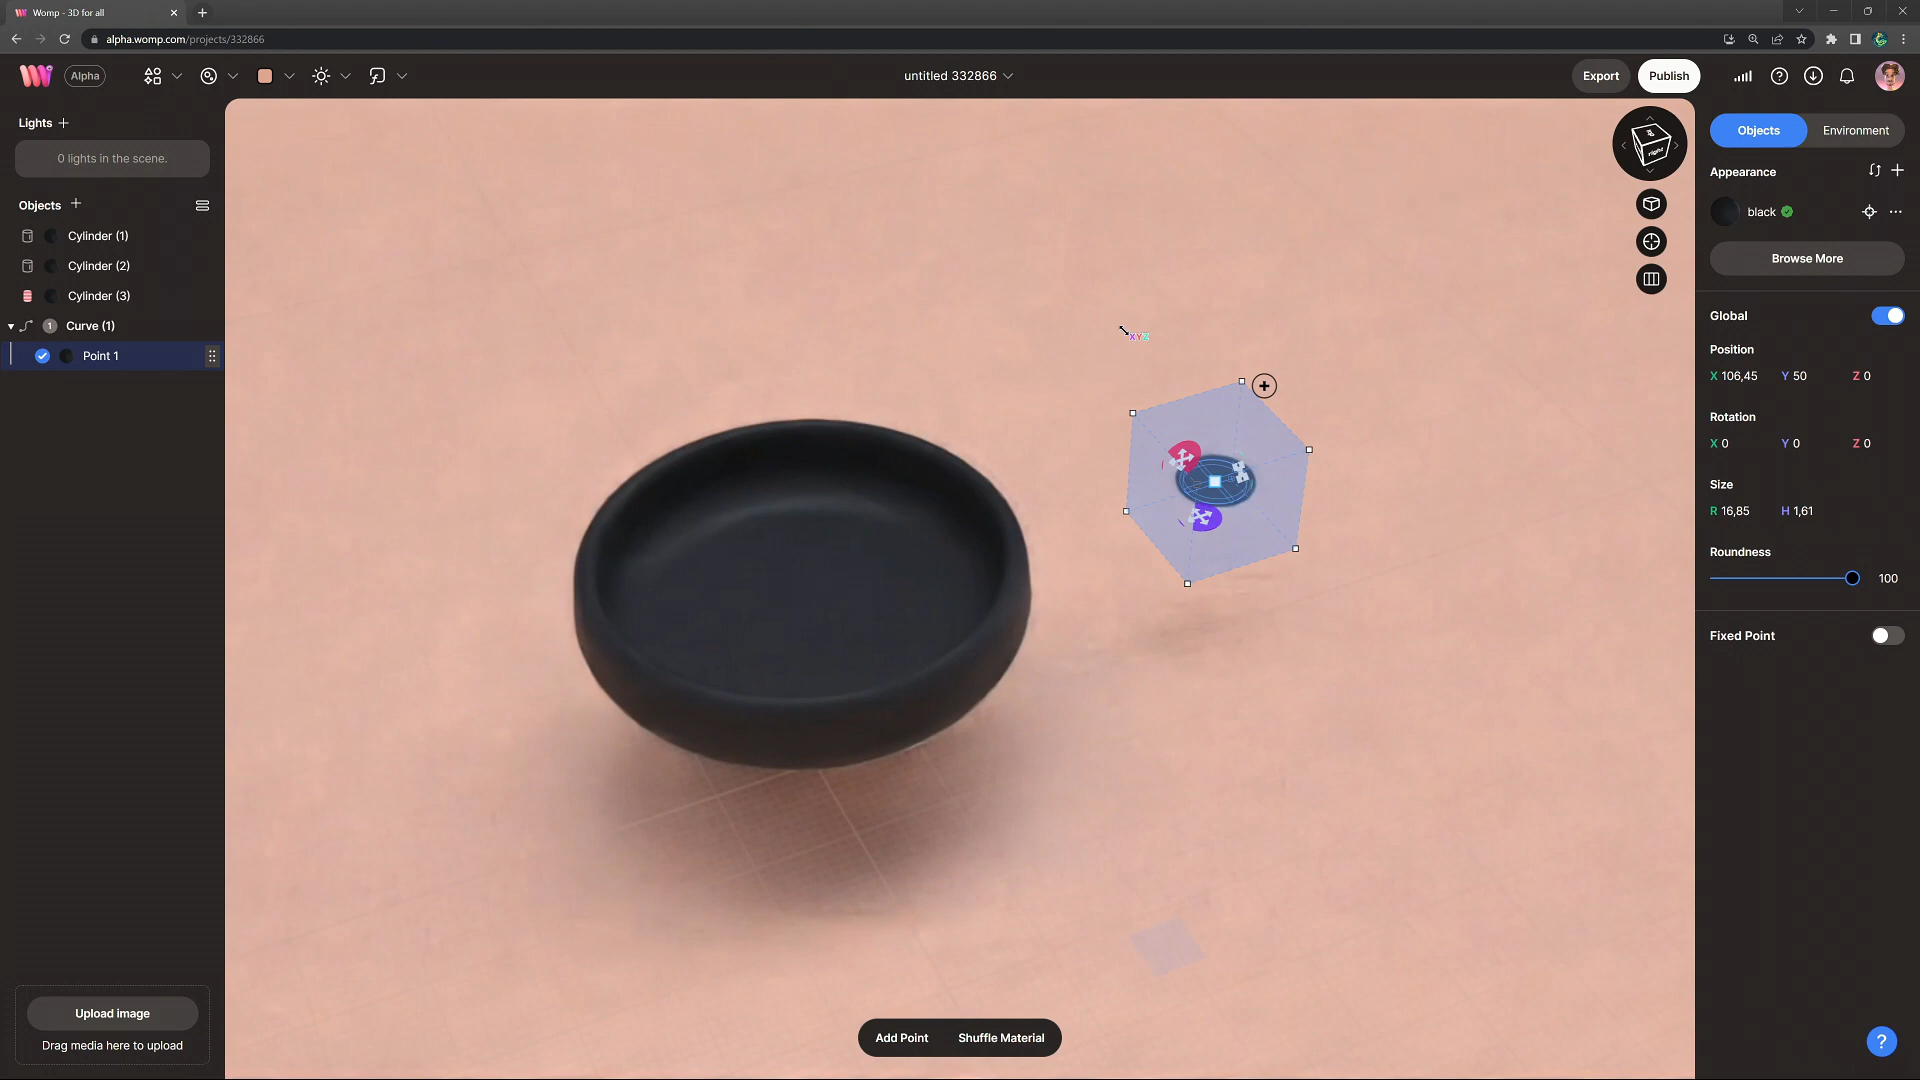 Womp - 3D for all
alpha.womp.com/projects/332866
Alpha
untitled 332866
Export
Publish
Lights
0 lights in the scene.
Objects
Cylinder (1)
Cylinder (2)
Cylinder (3)
1 Curve (1)
Point 1
Upload image
Drag media here to upload
XYZ
right
Add Point
Shuffle Material
Objects
Environment
Appearance
black
Browse More
Global
Position
X 106,45 Y 50 Z 0
Rotation
X 0 Y 0 Z 0
Size
R 16,85 H 1,61
Roundness
100
Fixed Point
?